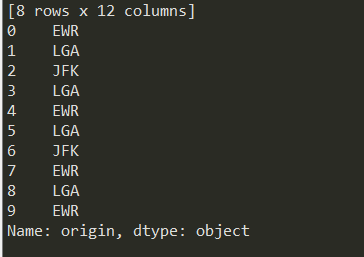 [8 rows x 12 columns]
0    EWR
1    LGA
2    JFK
3    LGA
4    EWR
5    LGA
6    JFK
7    EWR
8    LGA
9    EWR
Name: origin, dtype: object